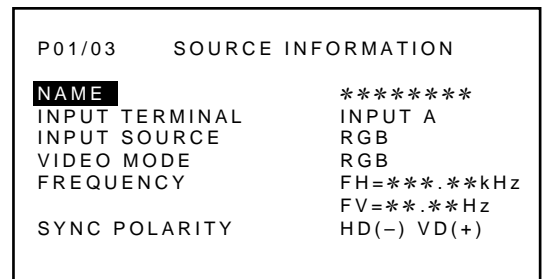 P01/03 SOURCE INFORMATION
NAME ********
INPUT TERMINAL INPUT A
INPUT SOURCE RGB
VIDEO MODE RGB
FREQUENCY FH=***.**kHz
FV=**.**Hz
SYNC POLARITY HD(–) VD(+)